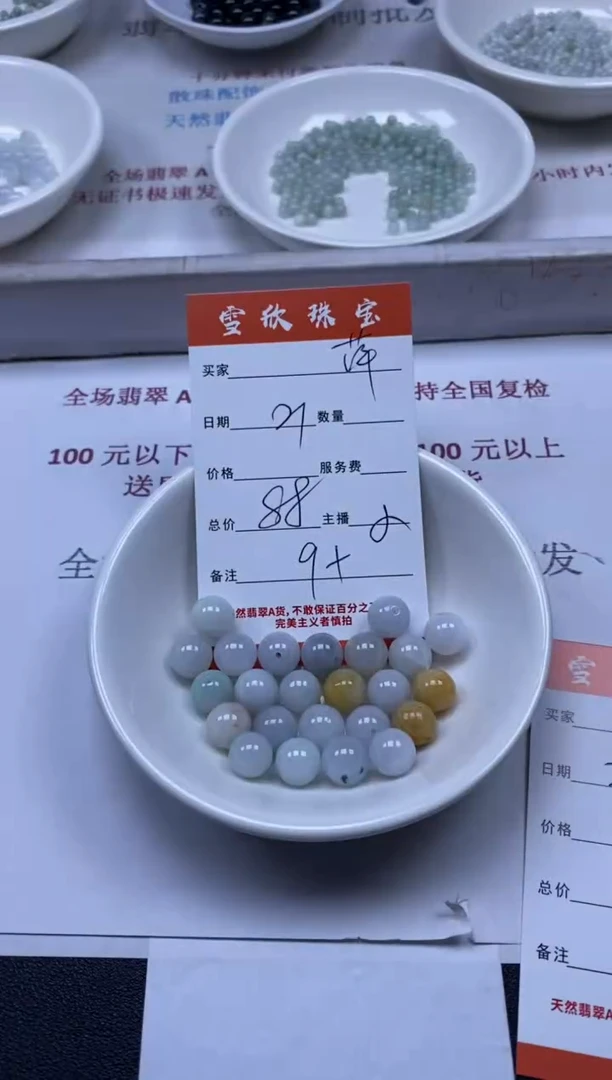 散珠配饰
天然翡
全场翡翠A
无证书极速发
小时内发
雪欣珠宝
买家 萍
日期 21 数量
价格 服务费
总价 88 主播
备注 9+
然翡翠A货,不敢保证百分之
完美主义者慎拍
全场翡翠A
持全国复检
100元以下
100元以上
送
全
发
雪
买家
日期
价格
总价
备注
天然翡翠A